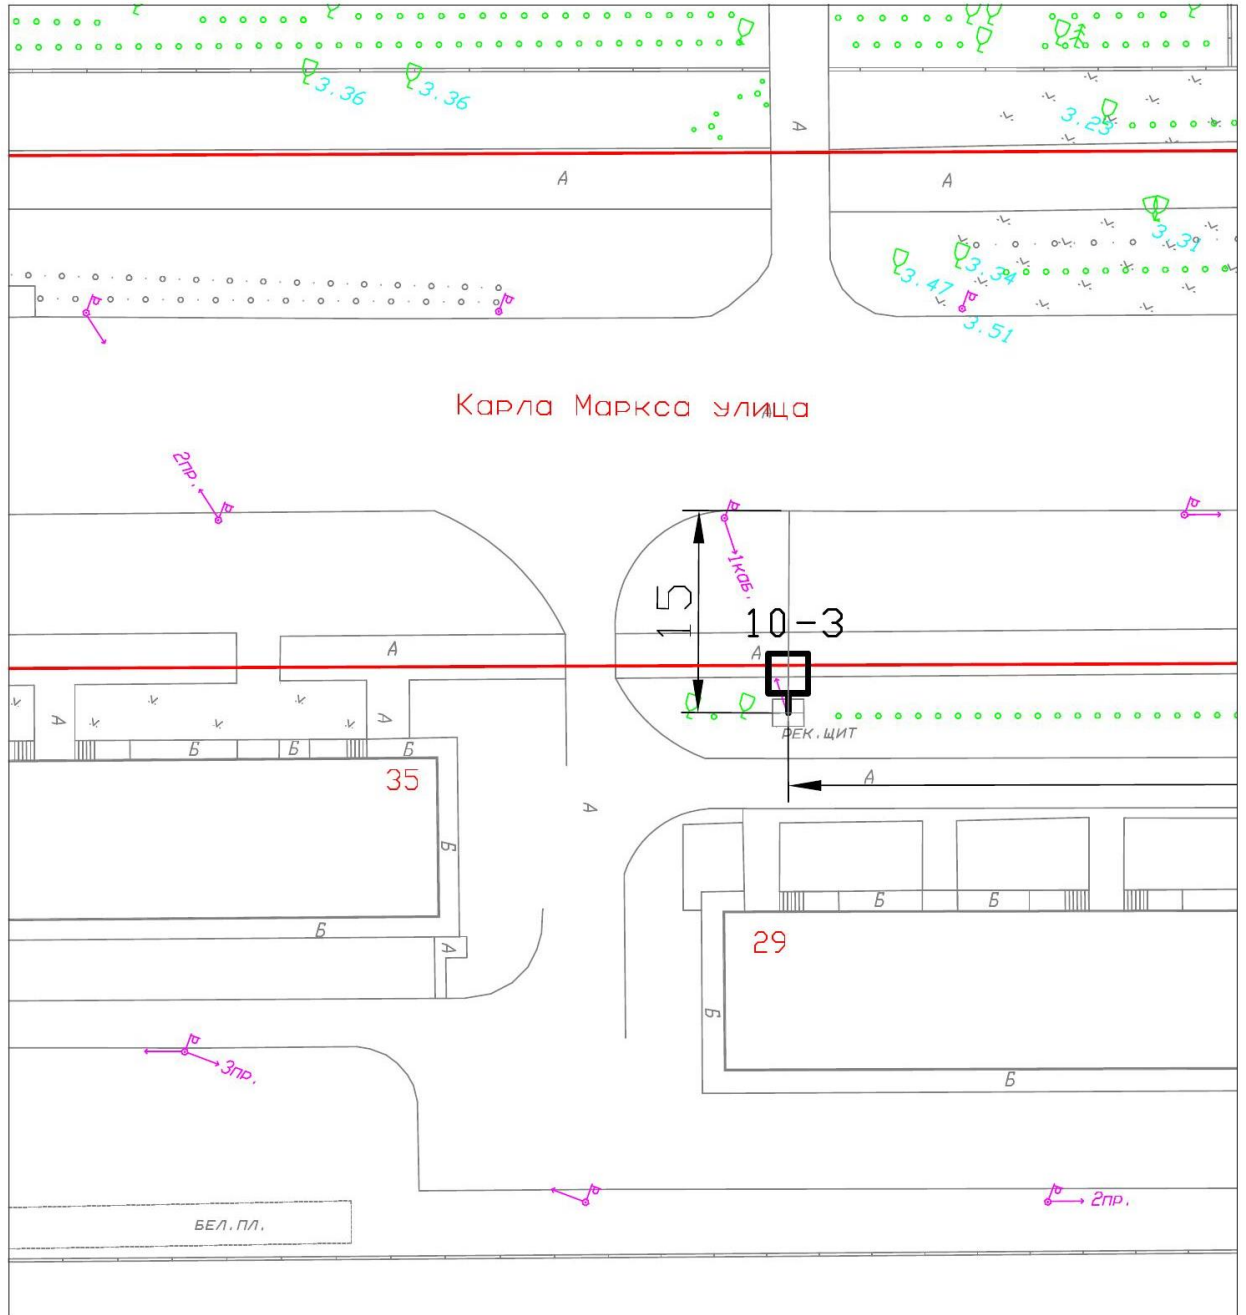 3.36
3.36
3.23
А
А
А
3.31
3.47
3.34
3.51
Карла Маркса улица
А
2пр.
1каб.
15
10-3
А
А
А
А
РЕК.ЩИТ
Б
Б
Б
35
А
А
Б
Б
Б
Б
А
29
Б
3пр.
Б
2пр.
БЕЛ.ПЛ.